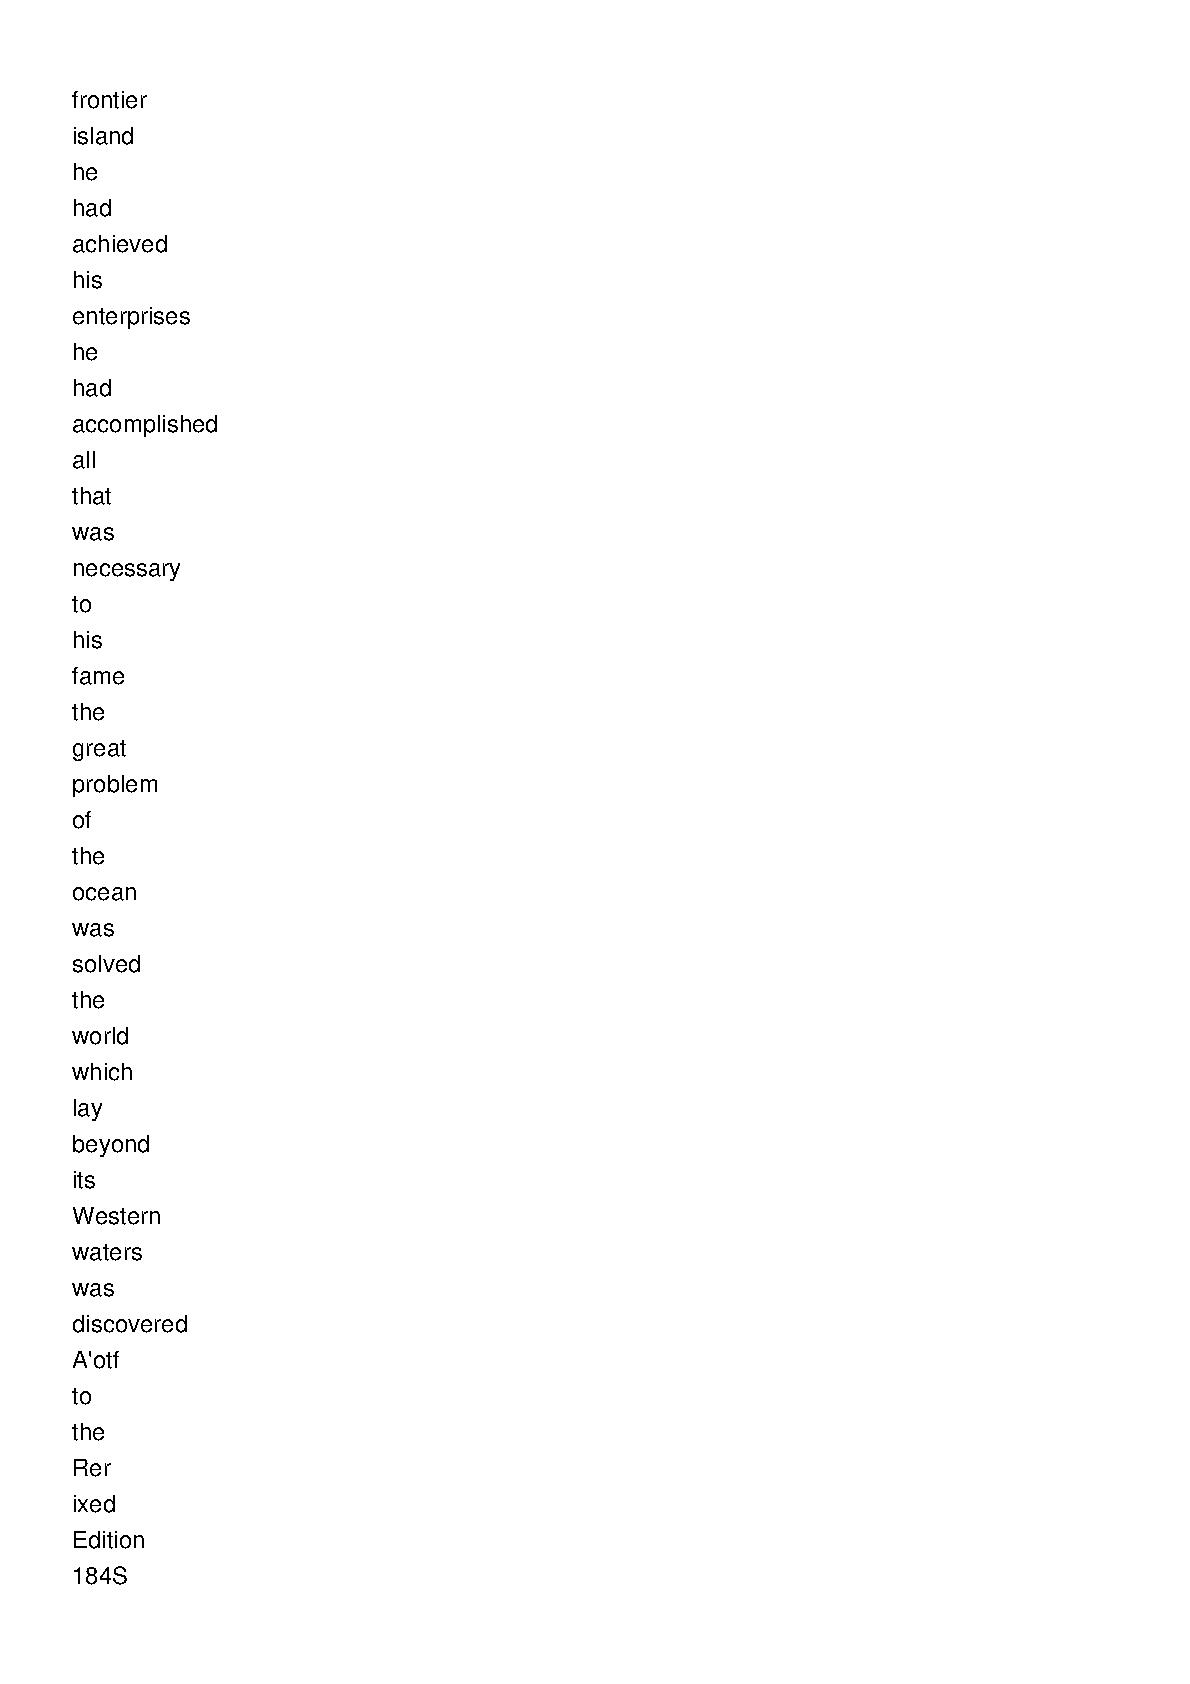 frontier
island
he
had
achieved
his
enterprises
he
had
accomplished
all
that
was
necessary
to
his
fame
the
great
problem
of
the
ocean
was
solved
the
world
which
lay
beyond
its
Western
waters
was
discovered
A'otf
to
the
Rer
ixed
Edition
184S